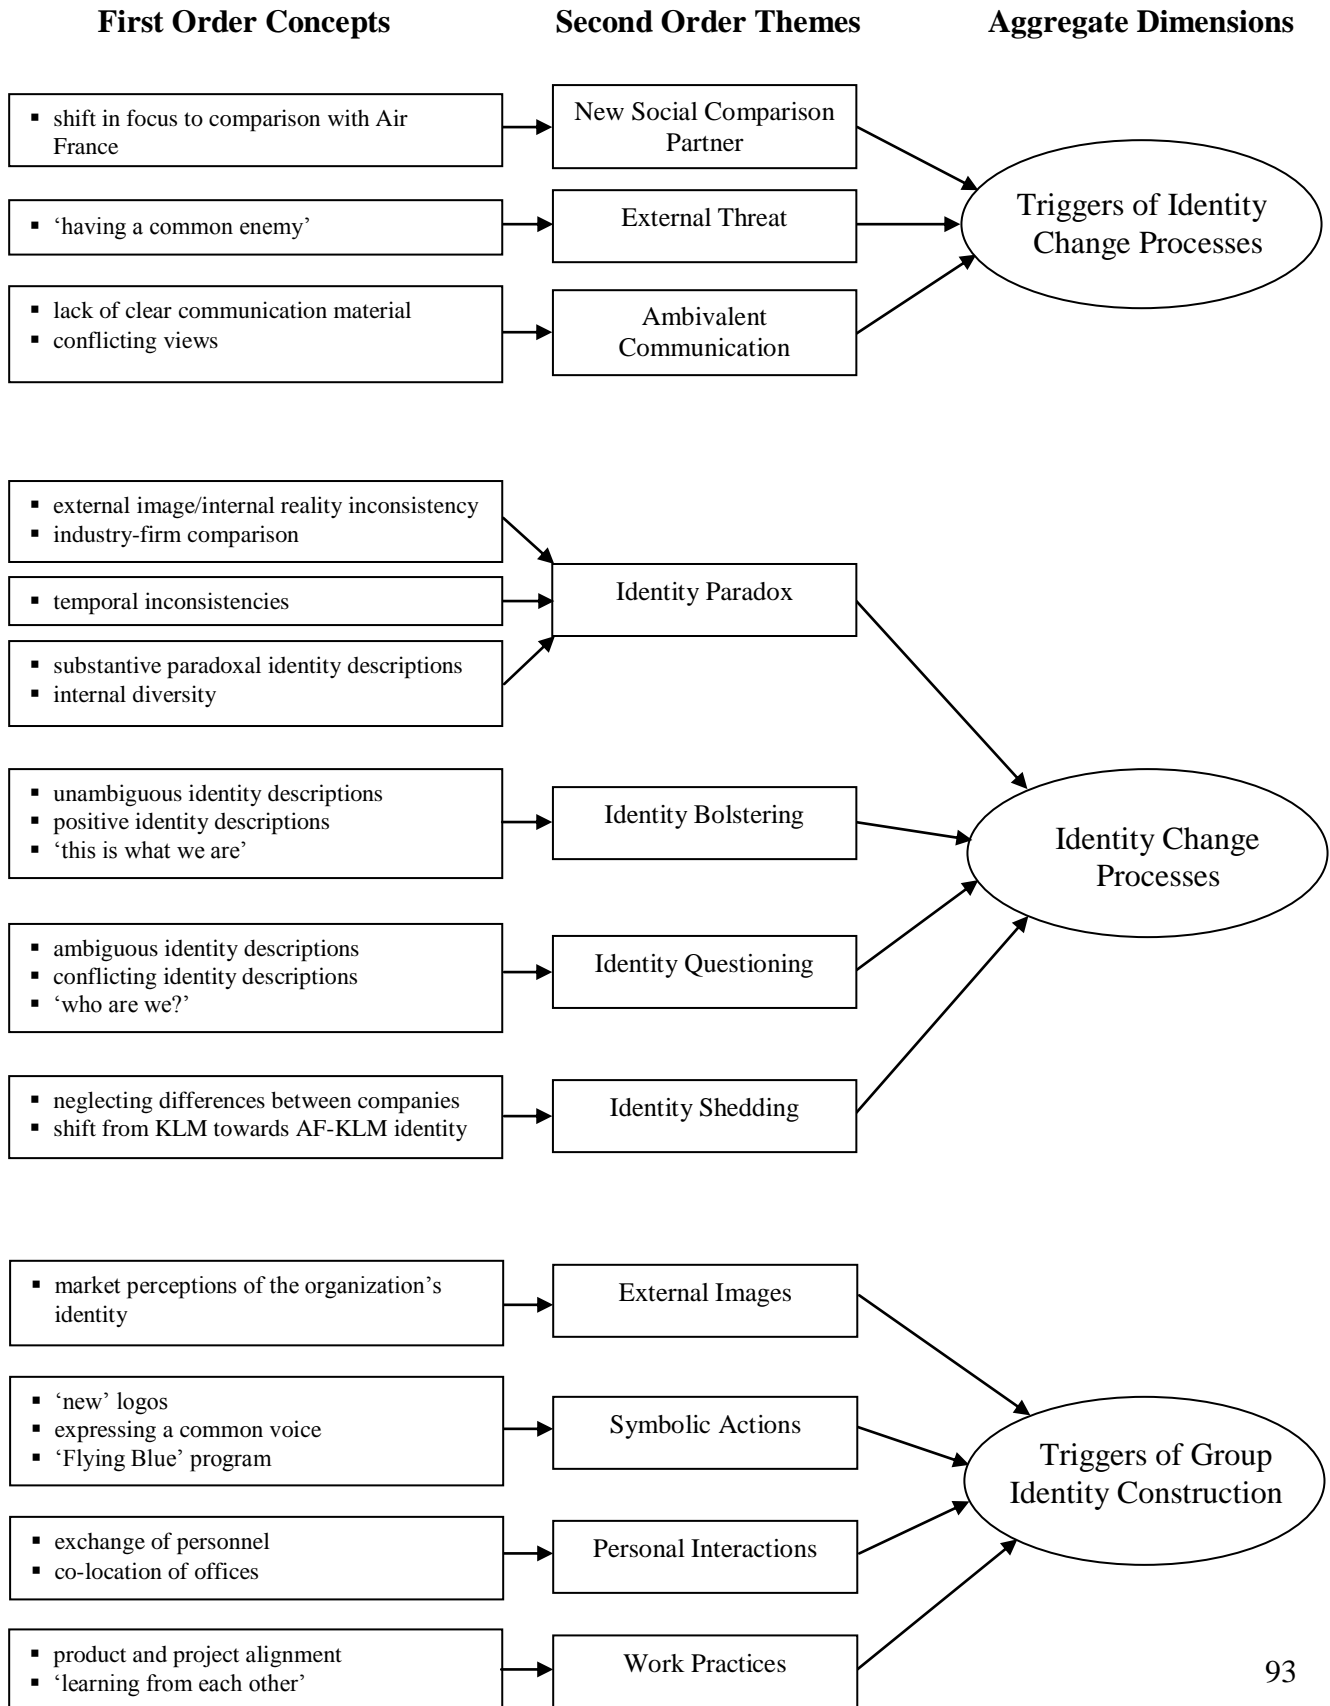 First Order Concepts
Second Order Themes
Aggregate Dimensions
▪ shift in focus to comparison with Air
France
New Social Comparison
Partner
▪ ‘having a common enemy’
External Threat
▪ lack of clear communication material
▪ conflicting views
Ambivalent
Communication
Triggers of Identity
Change Processes
▪ external image/internal reality inconsistency
▪ industry-firm comparison
▪ temporal inconsistencies
▪ substantive paradoxal identity descriptions
▪ internal diversity
Identity Paradox
▪ unambiguous identity descriptions
▪ positive identity descriptions
▪ ‘this is what we are’
Identity Bolstering
▪ ambiguous identity descriptions
▪ conflicting identity descriptions
▪ ‘who are we?’
Identity Questioning
▪ neglecting differences between companies
▪ shift from KLM towards AF-KLM identity
Identity Shedding
Identity Change
Processes
▪ market perceptions of the organization’s
identity
External Images
▪ ‘new’ logos
▪ expressing a common voice
▪ ‘Flying Blue’ program
Symbolic Actions
▪ exchange of personnel
▪ co-location of offices
Personal Interactions
▪ product and project alignment
▪ ‘learning from each other’
Work Practices
Triggers of Group
Identity Construction
93